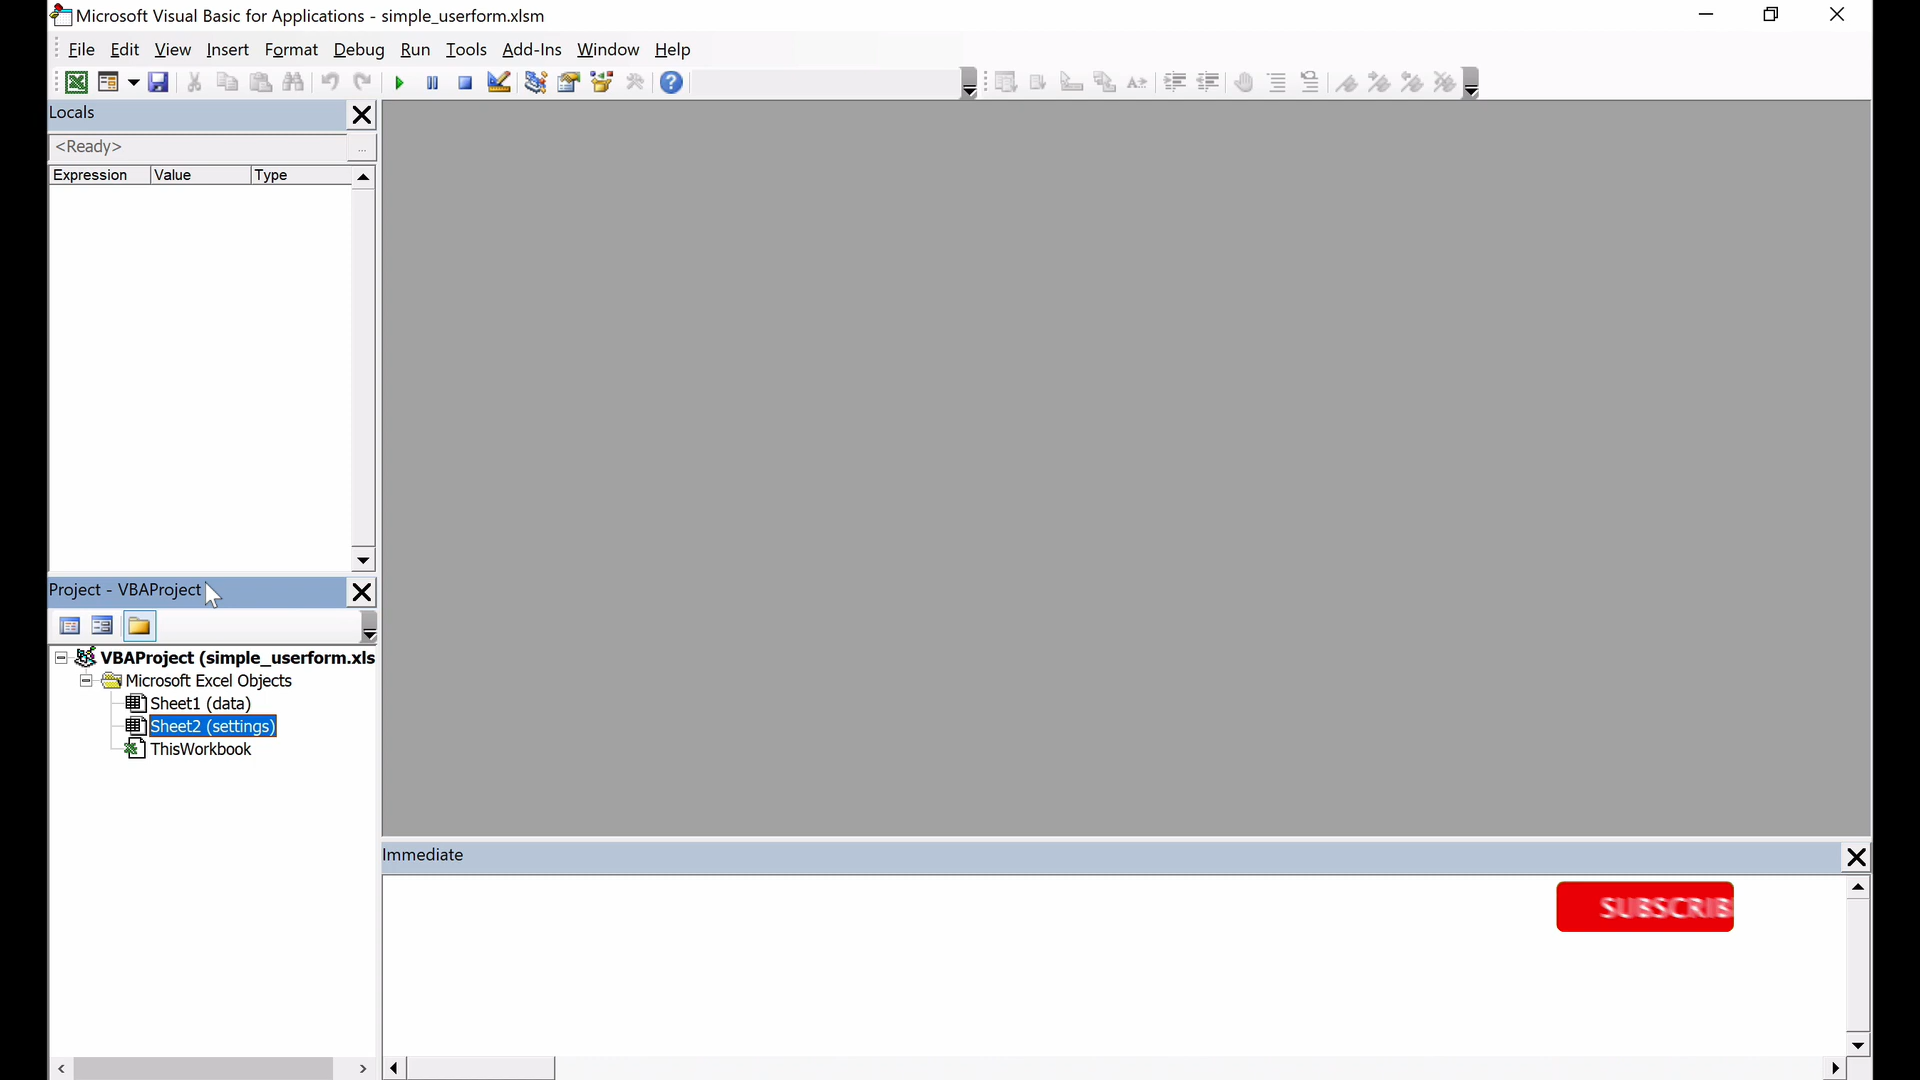 Microsoft Visual Basic for Applications - simple_userform.xlsm
File Edit View Insert Format Debug Run Tools Add-Ins Window Help
Locals
<Ready>
...
Expression Value Type
Project - VBAProject
VBAProject (simple_userform.xls
Microsoft Excel Objects
Sheet1 (data)
Sheet2 (settings)
ThisWorkbook
Immediate
SUBSCRIB